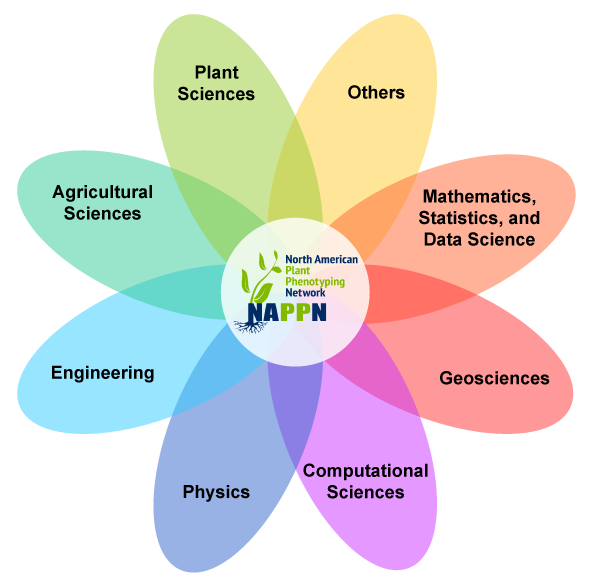 Plant
Sciences
Others
Agricultural
Sciences
Mathematics,
Statistics, and
Data Science
North American
Plant
Phenotyping
Network
NAPPN
Engineering
Geosciences
Physics
Computational
Sciences